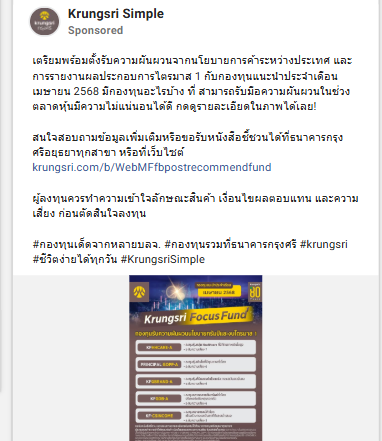 Krungsri Simple
Sponsored
เตรียมพร้อมตั้งรับความผันผวนจากนโยบายการค้าระหว่างประเทศ และ
การรายงานผลประกอบการไตรมาส 1 กับกองทุนแนะนำประจำเดือน
เมษายน 2568 มีกองทุนอะไรบ้าง ที่ สามารถรับมือความผันผวนในช่วง
ตลาดหุ้นมีความไม่แน่นอนได้ดี กดดูรายละเอียดในภาพได้เลย!
สนใจสอบถามข้อมูลเพิ่มเติมหรือขอรับหนังสือชี้ชวนได้ที่ธนาคารกรุง
ศรีอยุธยาทุกสาขา หรือที่เว็บไซต์
krungsri.com/b/WebMFfbpostrecommendfund
ผู้ลงทุนควรทำความเข้าใจลักษณะสินค้า เงื่อนไขผลตอบแทน และความ
เสี่ยง ก่อนตัดสินใจลงทุน
#กองทุนเด็ดจากหลายบลจ. #กองทุนรวมที่ธนาคารกรุงศรี #krungsri
#ชีวิตง่ายได้ทุกวัน #KrungsriSimple
เมษายน 2568
Krungsri Focus Fund